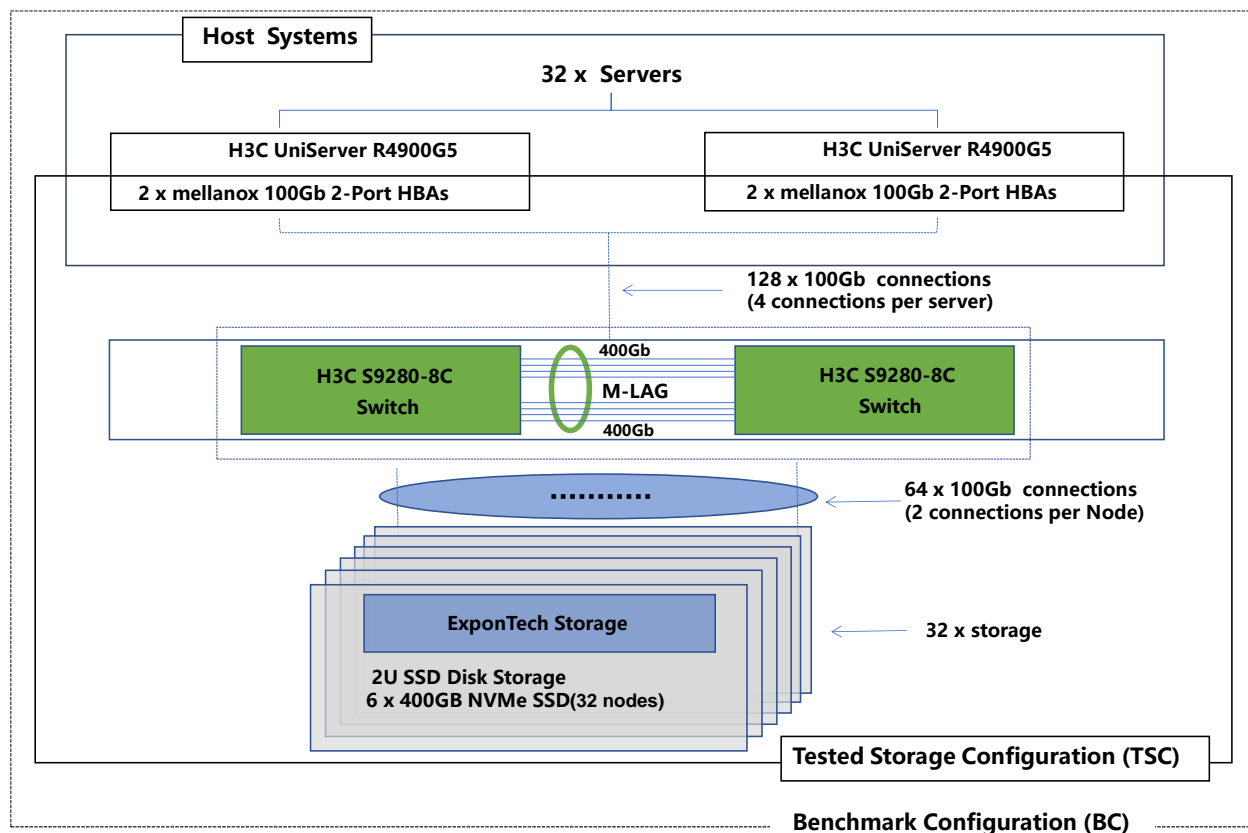 Host Systems
32 x Servers
H3C UniServer R4900G5
2 x mellanox 100Gb 2-Port HBAs
H3C UniServer R4900G5
2 x mellanox 100Gb 2-Port HBAs
128 x 100Gb connections
(4 connections per server)
H3C S9280-8C
Switch
400Gb
M-LAG
400Gb
H3C S9280-8C
Switch
...........
64 x 100Gb connections
(2 connections per Node)
ExponTech Storage
2U SSD Disk Storage
6 x 400GB NVMe SSD(32 nodes)
32 x storage
Tested Storage Configuration (TSC)
Benchmark Configuration (BC)